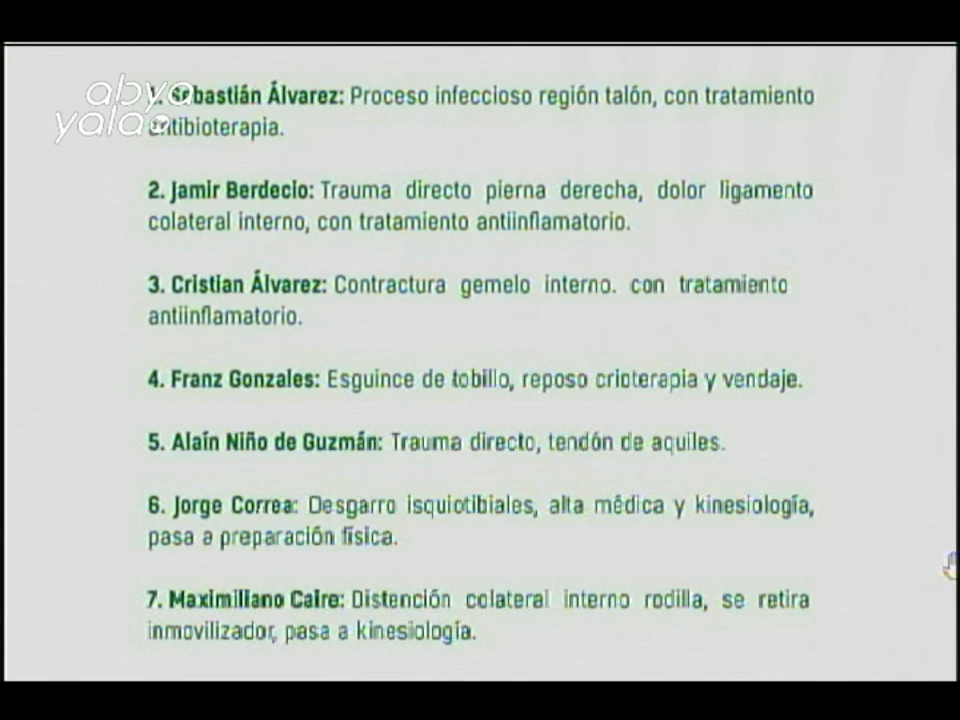 abya
yala
1. Sebastián Álvarez: Proceso infeccioso región talón, con tratamiento
antibioterapia.
2. Jamir Berdecio: Trauma directo pierna derecha, dolor ligamento
colateral interno, con tratamiento antiinflamatorio.
3. Cristian Álvarez: Contractura gemelo interno. con tratamiento
antiinflamatorio.
4. Franz Gonzales: Esguince de tobillo, reposo crioterapia y vendaje.
5. Alaín Niño de Guzmán: Trauma directo, tendón de aquiles.
6. Jorge Correa: Desgarro isquiotibiales, alta médica y kinesiología,
pasa a preparación física.
7. Maximiliano Caire: Distención colateral interno rodilla, se retira
inmovilizador, pasa a kinesiología.